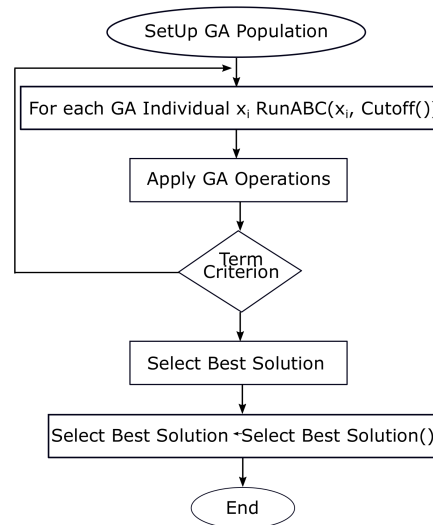 SetUp GA Population
For each GA Individual xᵢ RunABC(xᵢ, Cutoff())
Apply GA Operations
Term
Criterion
Select Best Solution
Select Best Solution ←Select Best Solution()
End